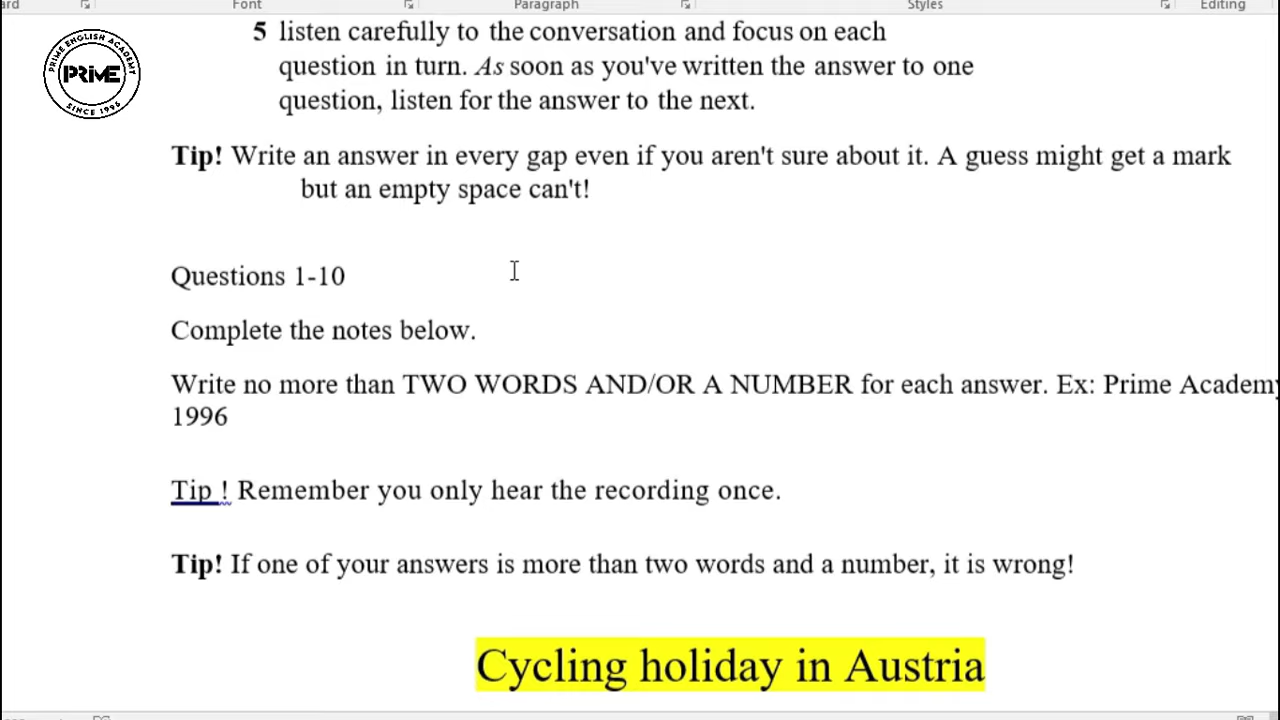 Font
Paragraph
Styles
Editing
PRIME ENGLISH ACADEMY
PRiME
SINCE 1996
5 listen carefully to the conversation and focus on each
question in turn. As soon as you've written the answer to one
question, listen for the answer to the next.
Tip! Write an answer in every gap even if you aren't sure about it. A guess might get a mark
but an empty space can't!
Questions 1-10
Complete the notes below.
Write no more than TWO WORDS AND/OR A NUMBER for each answer. Ex: Prime Academy
1996
Tip ! Remember you only hear the recording once.
Tip! If one of your answers is more than two words and a number, it is wrong!
Cycling holiday in Austria